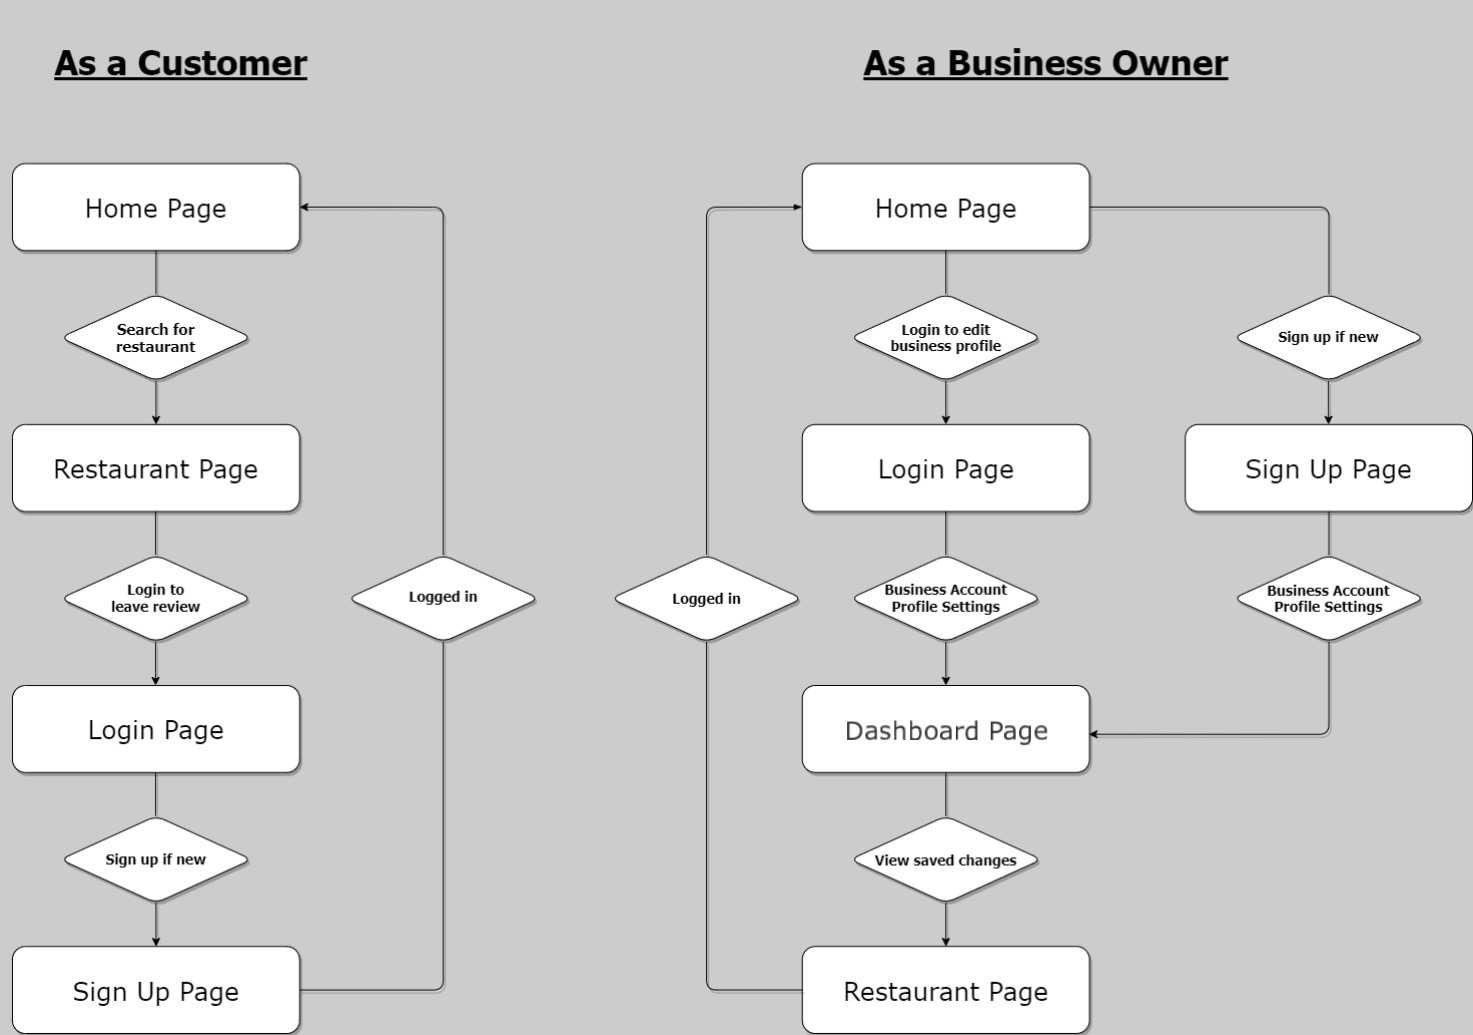 As a Customer
Home Page
Search for
restaurant
Restaurant Page
Login to
leave review
Logged in
Login Page
Sign up if new
Sign Up Page
As a Business Owner
Home Page
Login to edit
business profile
Sign up if new
Login Page
Sign Up Page
Logged in
Business Account
Profile Settings
Business Account
Profile Settings
Dashboard Page
View saved changes
Restaurant Page